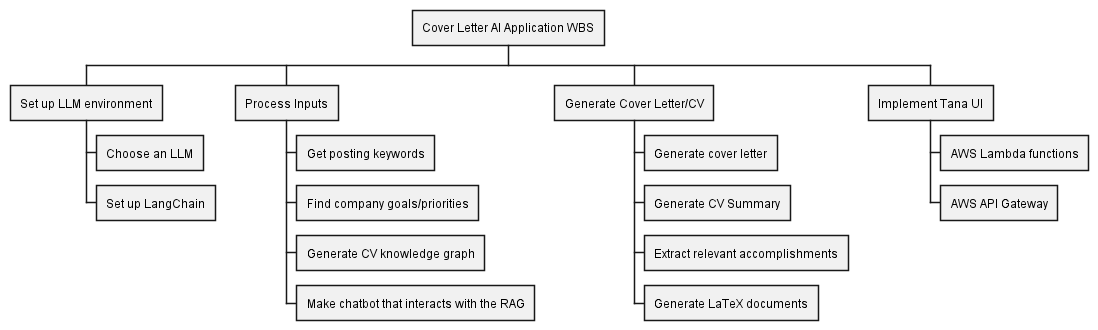 Cover Letter AI Application WBS
Set up LLM environment
Choose an LLM
Set up LangChain
Process Inputs
Get posting keywords
Find company goals/priorities
Generate CV knowledge graph
Make chatbot that interacts with the RAG
Generate Cover Letter/CV
Generate cover letter
Generate CV Summary
Extract relevant accomplishments
Generate LaTeX documents
Implement Tana UI
AWS Lambda functions
AWS API Gateway